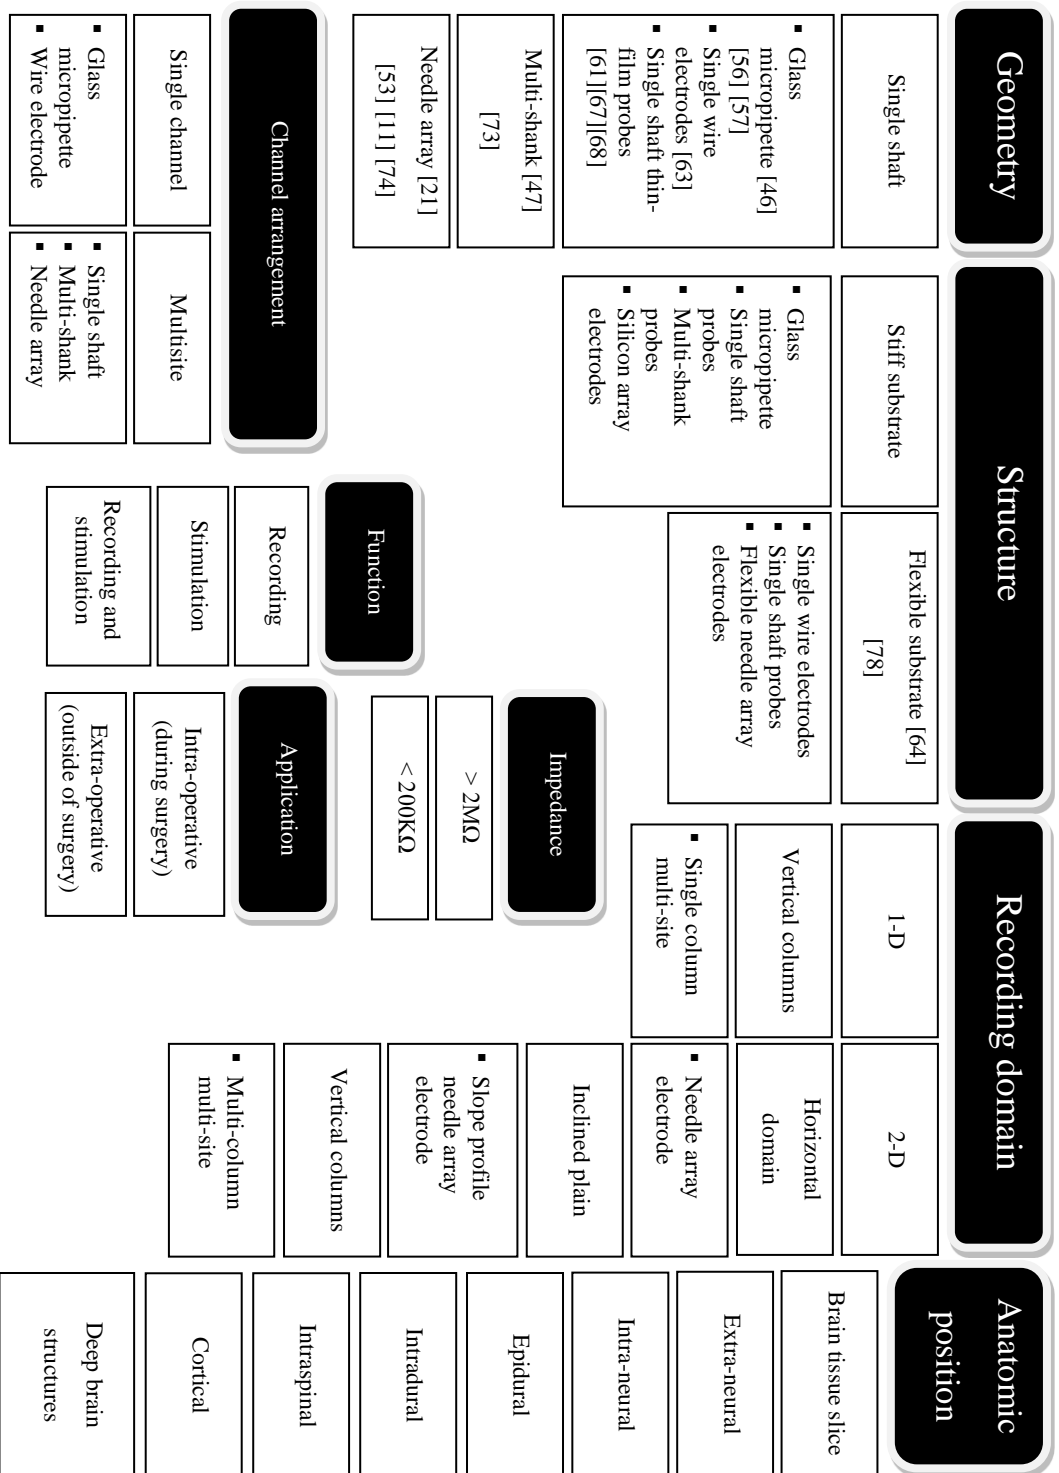 Geometry
Single shaft
▪ Glass
micropipette [46]
[56] [57]
▪ Single wire
electrodes [63]
▪ Single shaft thin-
film probes
[61][67][68]
Multi-shank [47]
[73]
Needle array [21]
[53] [11] [74]
Structure
Stiff substrate
▪ Glass
micropipette
▪ Single shaft
probes
▪ Multi-shank
probes
▪ Silicon array
electrodes
Flexible substrate [64]
[78]
▪ Single wire electrodes
▪ Single shaft probes
▪ Flexible needle array
electrodes
Recording domain
1-D
Vertical columns
▪ Single column
multi-site
2-D
Horizontal
domain
▪ Needle array
electrode
Inclined plain
▪ Slope profile
needle array
electrode
Vertical columns
▪ Multi-column
multi-site
Anatomic
position
Brain tissue slice
Extra-neural
Intra-neural
Epidural
Intradural
Intraspinal
Cortical
Deep brain
structures
Channel arrangement
Single channel
▪ Glass
micropipette
▪ Wire electrode
Multisite
▪ Single shaft
▪ Multi-shank
▪ Needle array
Function
Recording
Stimulation
Recording and
stimulation
Impedance
> 2MΩ
< 200KΩ
Application
Intra-operative
(during surgery)
Extra-operative
(outside of surgery)